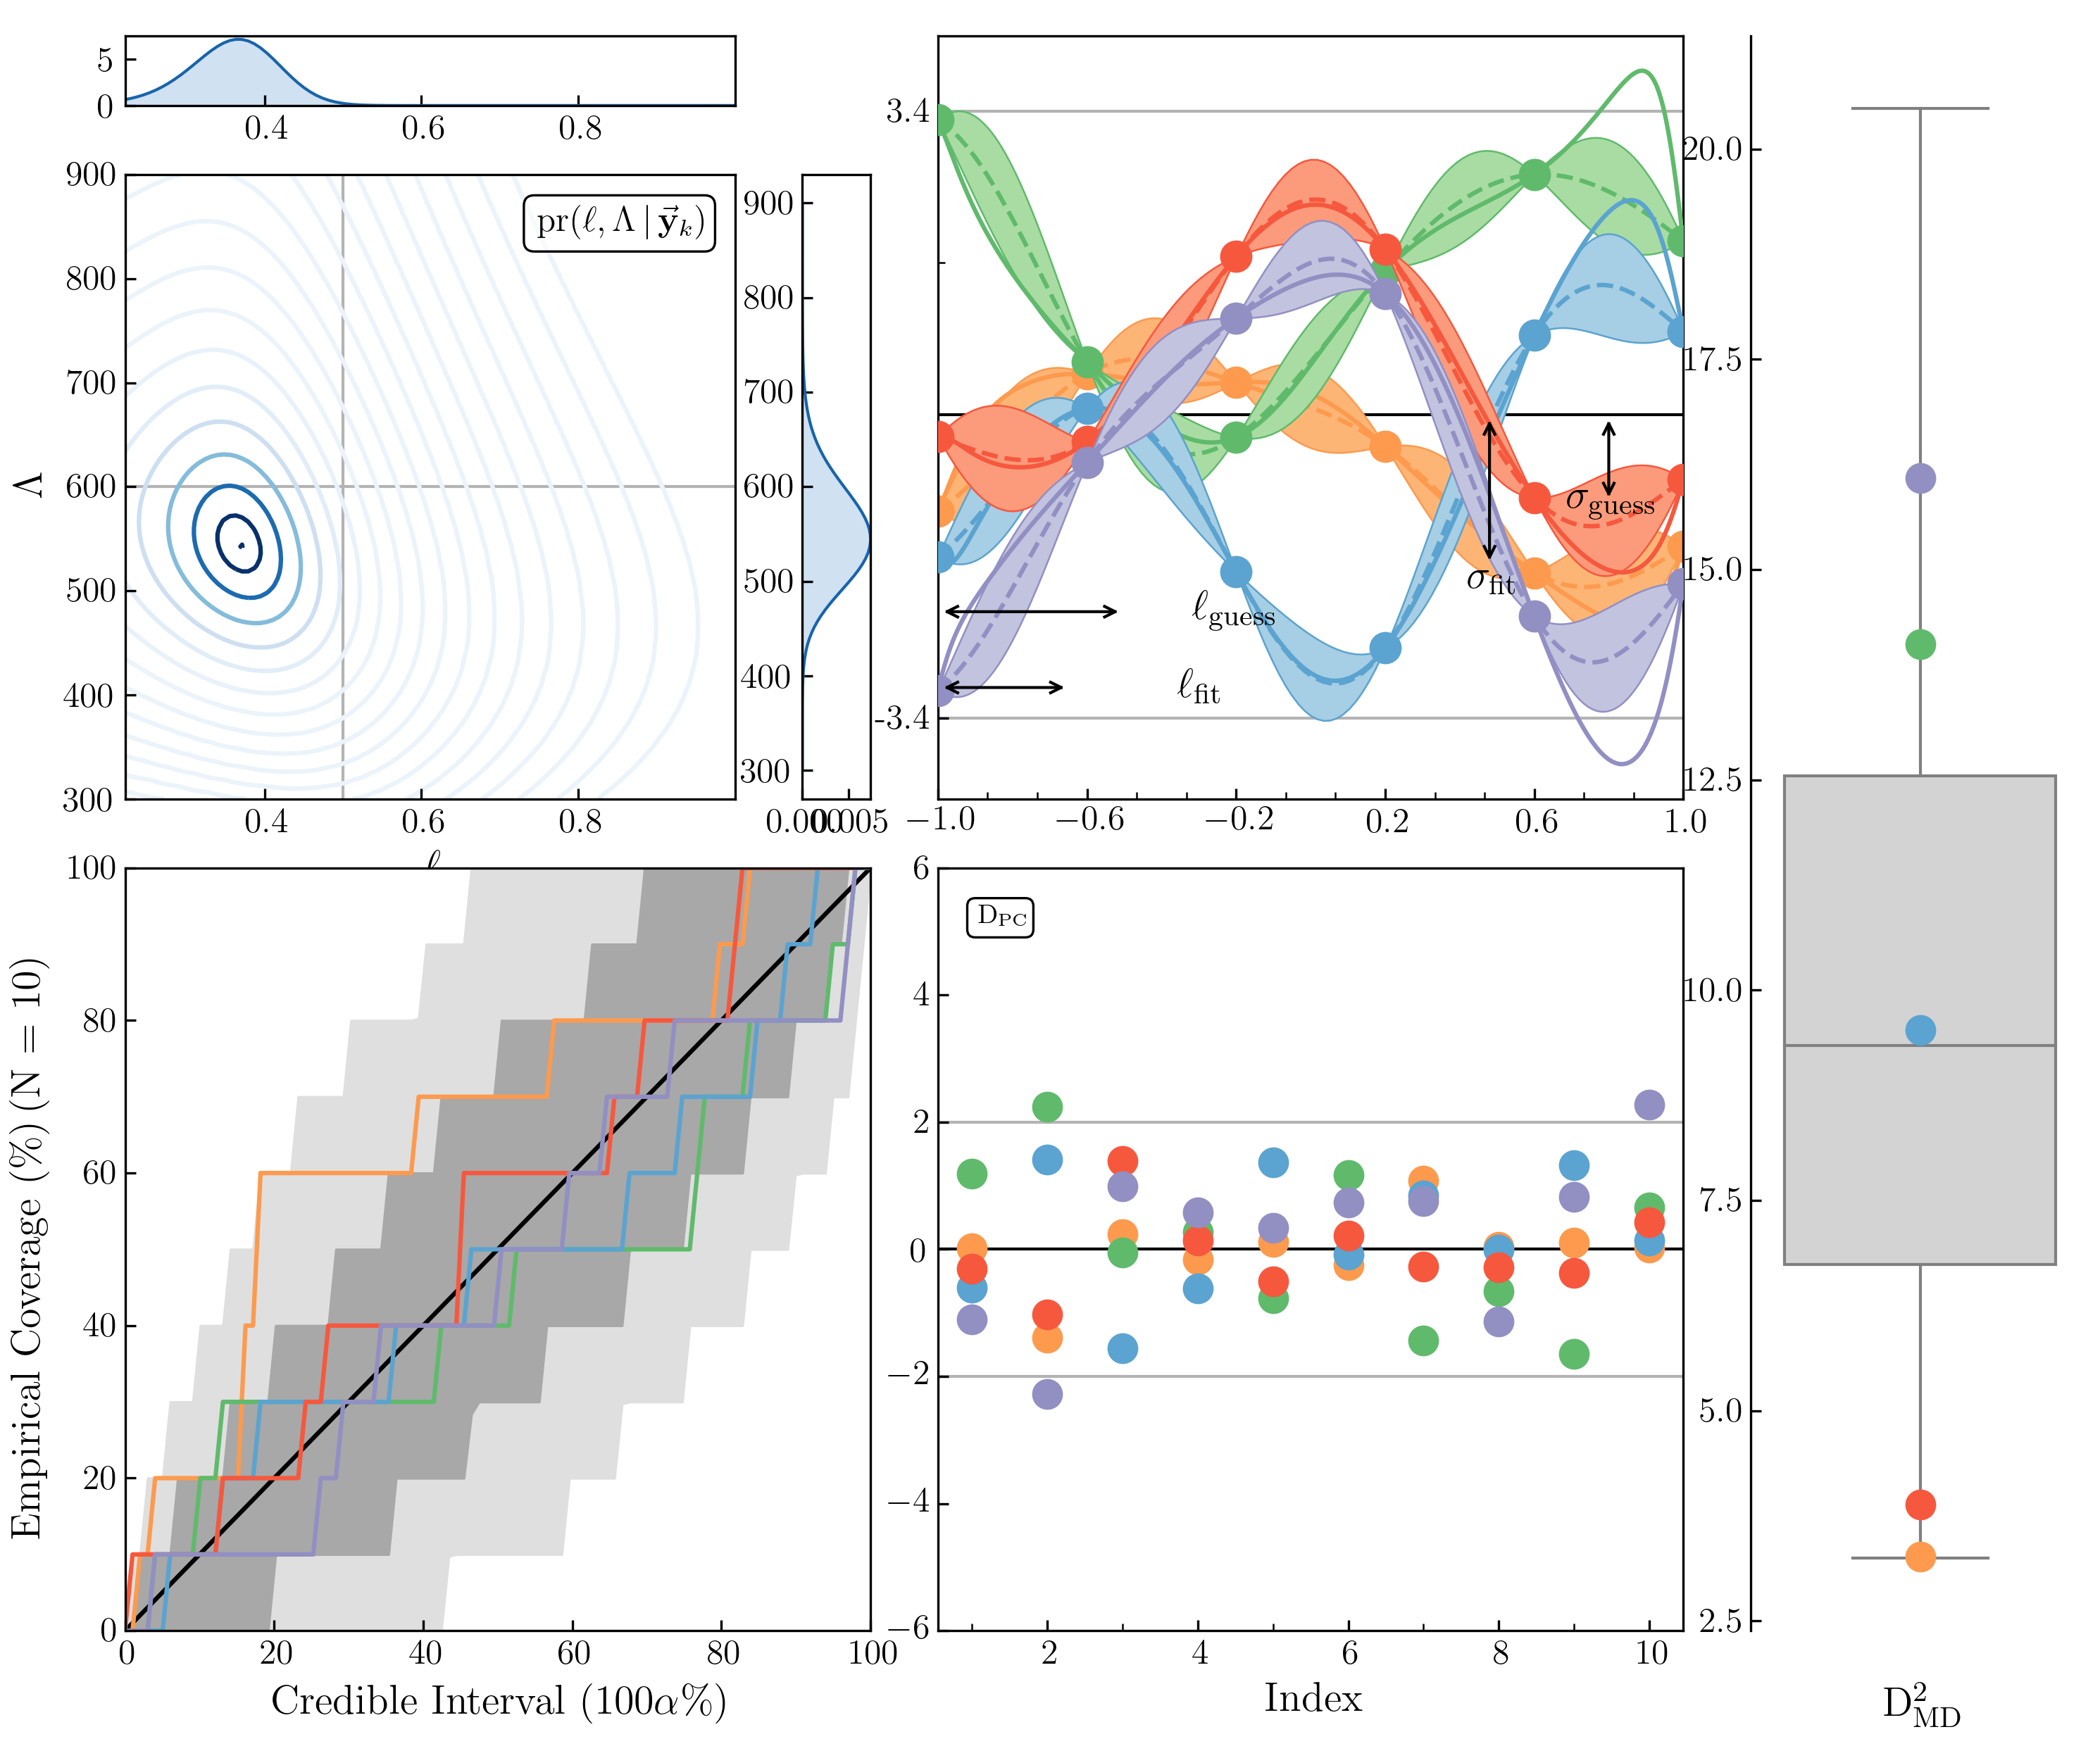 5
0
0.4 0.6 0.8
900
800
700
600
500
400
300
Λ
pr(ℓ, Λ | y⃗ₖ)
0.4 0.6 0.8
ℓ
900
800
700
600
500
400
300
0.000 0.005
3.4
-3.4
σ_guess
σ_fit
ℓ_guess
ℓ_fit
−1.0 −0.6 −0.2 0.2 0.6 1.0
100
80
60
40
20
0
Empirical Coverage (%) (N = 10)
0 20 40 60 80 100
Credible Interval (100α%)
6
4
2
0
−2
−4
−6
D_PC
2 4 6 8 10
Index
20.0
17.5
15.0
12.5
10.0
7.5
5.0
2.5
D²_MD